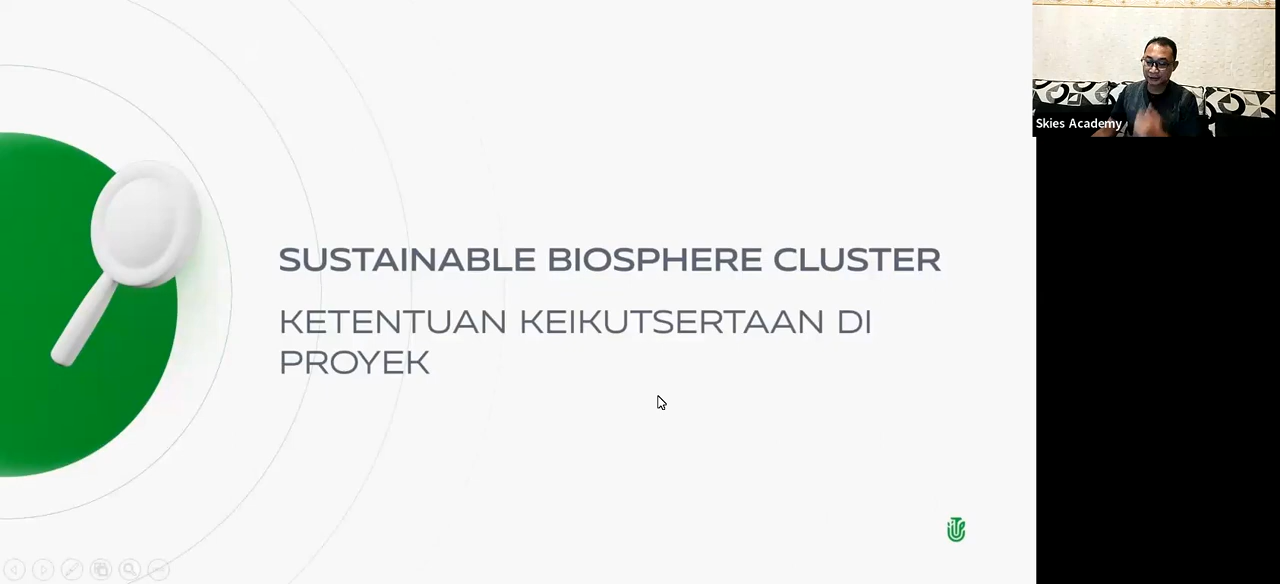 SUSTAINABLE BIOSPHERE CLUSTER
KETENTUAN KEIKUTSERTAAN DI
PROYEK
Skies Academy